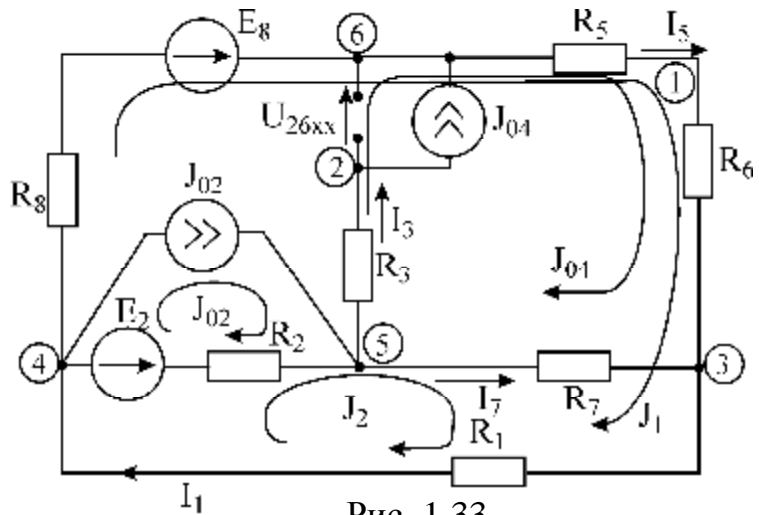 E₈
⑥
R₅
I₅
①
U₂₆ₓₓ
J₀₄
②
R₆
R₈
J₀₂
I₃
R₃
J₀₄
E₂
J₀₂
R₂
④
⑤
③
J₂
I₇
R₇
J₁
R₁
I₁
Рис. 1.33